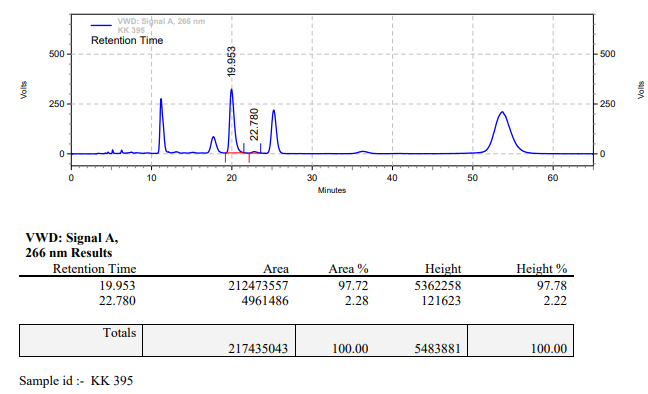 VWD: Signal A, 266 nm
KK 395
Retention Time
500
250
0
Volts
19.953
22.780
500
250
0
Volts
0 10 20 30 40 50 60
Minutes
VWD: Signal A,
266 nm Results
Retention Time Area Area % Height Height %
19.953 212473557 97.72 5362258 97.78
22.780 4961486 2.28 121623 2.22
Totals
217435043 100.00 5483881 100.00
Sample id :- KK 395